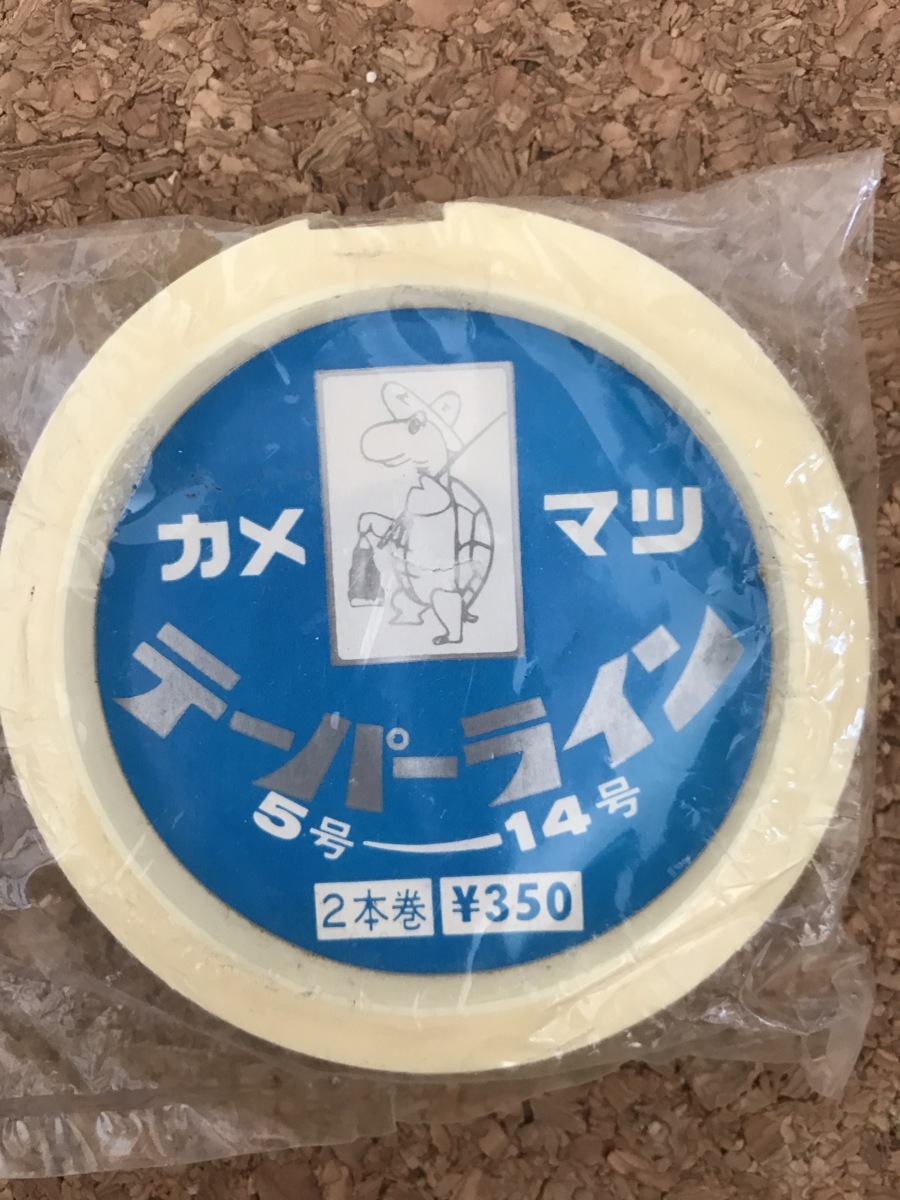 カメ マツ
テーパーライン
5号—14号
2本巻 ¥350